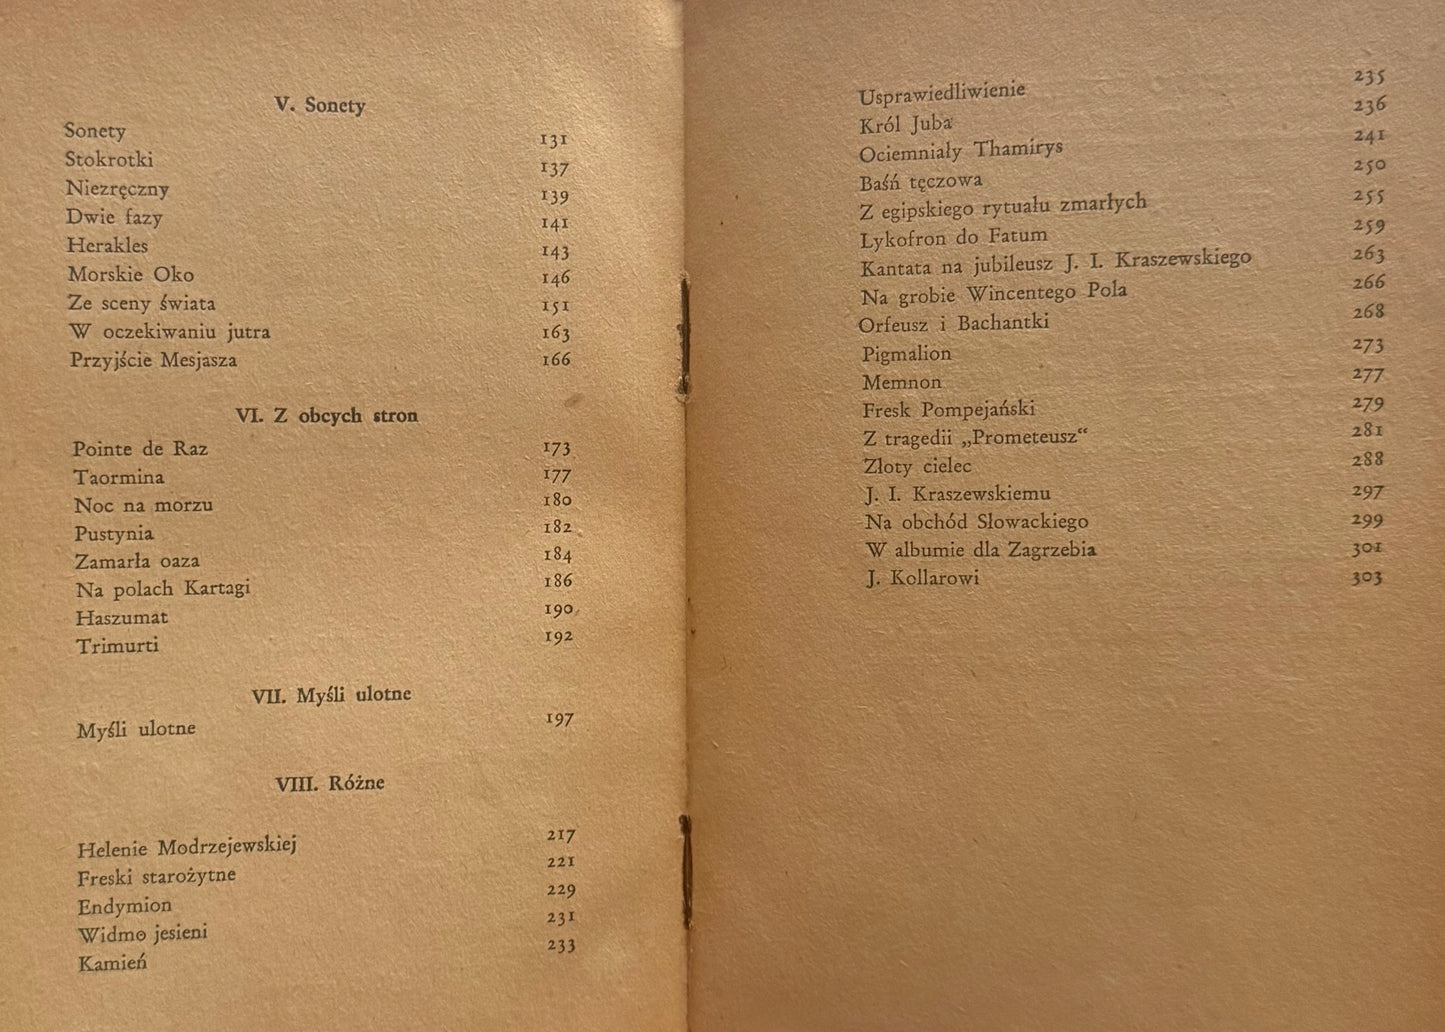 V. Sonety
Sonety 131
Stokrotki 137
Niezręczny 139
Dwie fazy 141
Herakles 143
Morskie Oko 146
Ze sceny świata 151
W oczekiwaniu jutra 163
Przyjście Mesjasza 166
VI. Z obcych stron
Pointe de Raz 173
Taormina 177
Noc na morzu 180
Pustynia 182
Zamarła oaza 184
Na polach Kartagi 186
Haszumat 190
Trimurti 192
VII. Myśli ulotne
Myśli ulotne 197
VIII. Różne
Helenie Modrzejewskiej 217
Freski starożytne 221
Endymion 229
Widmo jesieni 231
Kamień 233
Usprawiedliwienie 235
Król Juba 236
Ociemniały Thamirys 241
Baśń tęczowa 250
Z egipskiego rytuału zmarłych 255
Lykofron do Fatum 259
Kantata na jubileusz J. I. Kraszewskiego 263
Na grobie Wincentego Pola 266
Orfeusz i Bachantki 268
Pigmalion 273
Memnon 277
Fresk Pompejański 279
Z tragedii „Prometeusz“ 281
Złoty cielec 288
J. I. Kraszewskiemu 297
Na obchód Słowackiego 299
W albumie dla Zagrzebia 301
J. Kollarowi 303